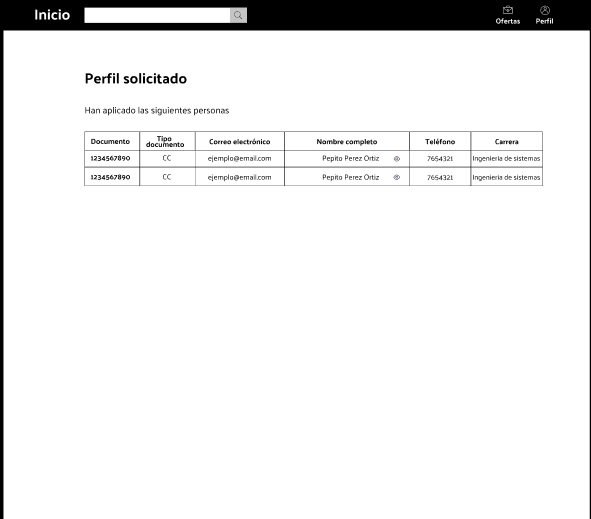 Inicio
Ofertas Perfil
Perfil solicitado
Han aplicado las siguientes personas
Documento Tipo documento Correo electrónico Nombre completo Teléfono Carrera
1234567890 CC ejemplo@email.com Pepito Perez Ortiz 7654321 Ingenieria de sistemas
1234567890 CC ejemplo@email.com Pepito Perez Ortiz 7654321 Ingenieria de sistemas